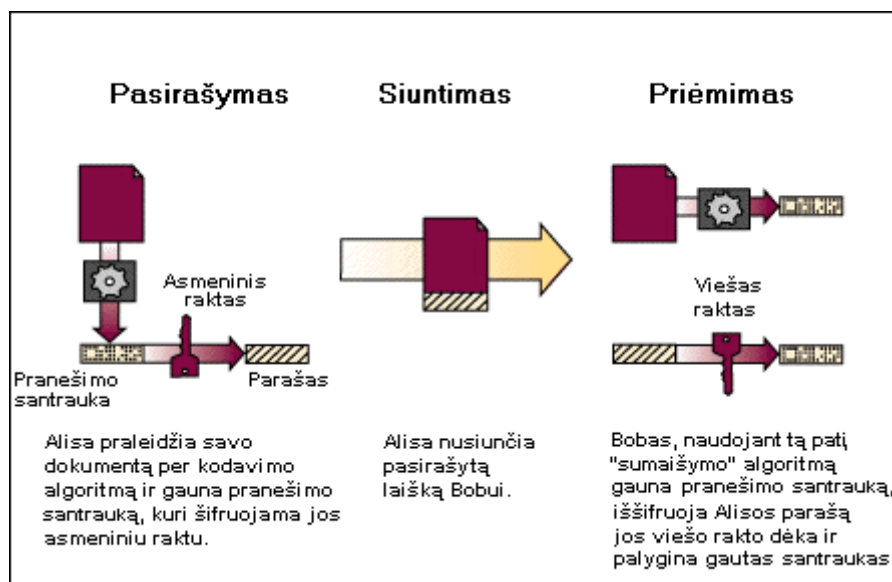 Pasirašymas
Siuntimas
Priėmimas
Asmeninis
raktas
Pranešimo
santrauka
Parašas
Viešas
raktas
Alisa praleidžia savo
dokumentą per kodavimo
algoritmą ir gauna pranešimo
santrauką, kuri šifruojama jos
asmeniniu raktu.
Alisa nusiunčia
pasirašytą
laišką Bobui.
Bobas, naudojant tą patį,
"sumaišymo" algoritmą
gauna pranešimo santrauką,
iššifruoja Alisos parašą
jos viešo rakto dėka ir
palygina gautas santraukas